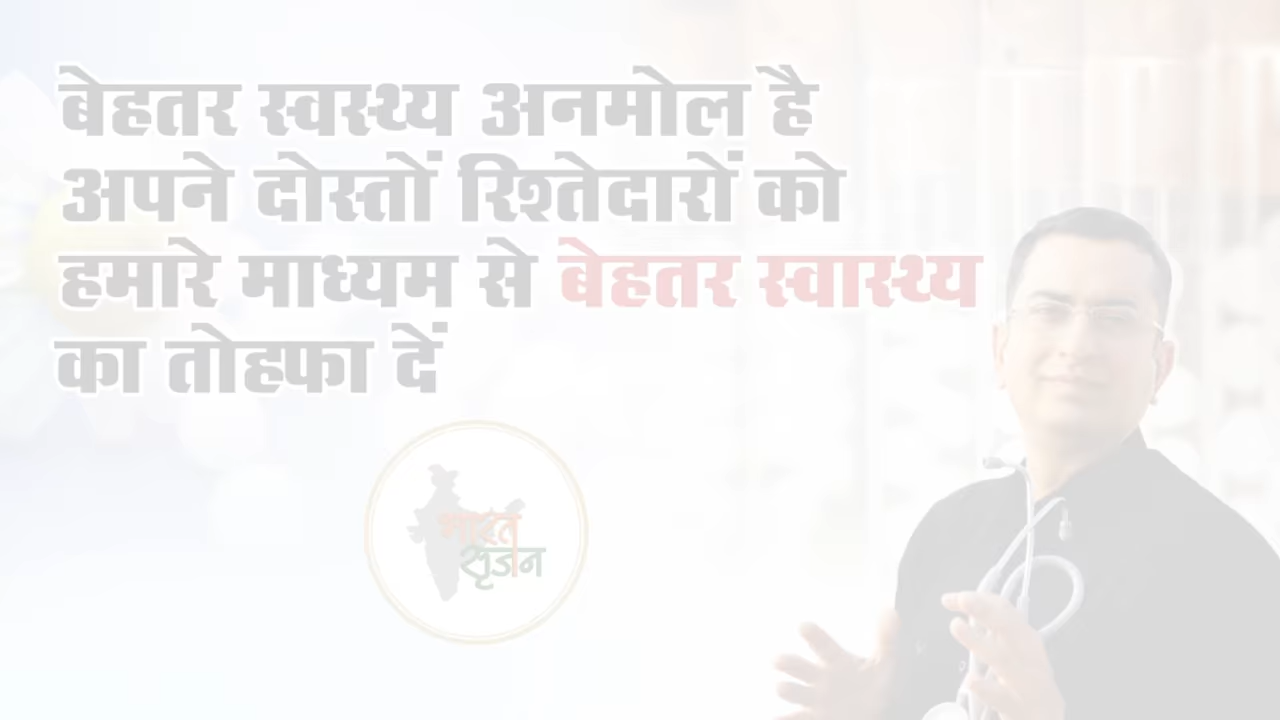 बेहतर स्वस्थ्य अनमोल है
अपने दोस्तों रिश्तेदारों को
हमारे माध्यम से बेहतर स्वास्थ्य
का तोहफा दें
भारत
सृजन